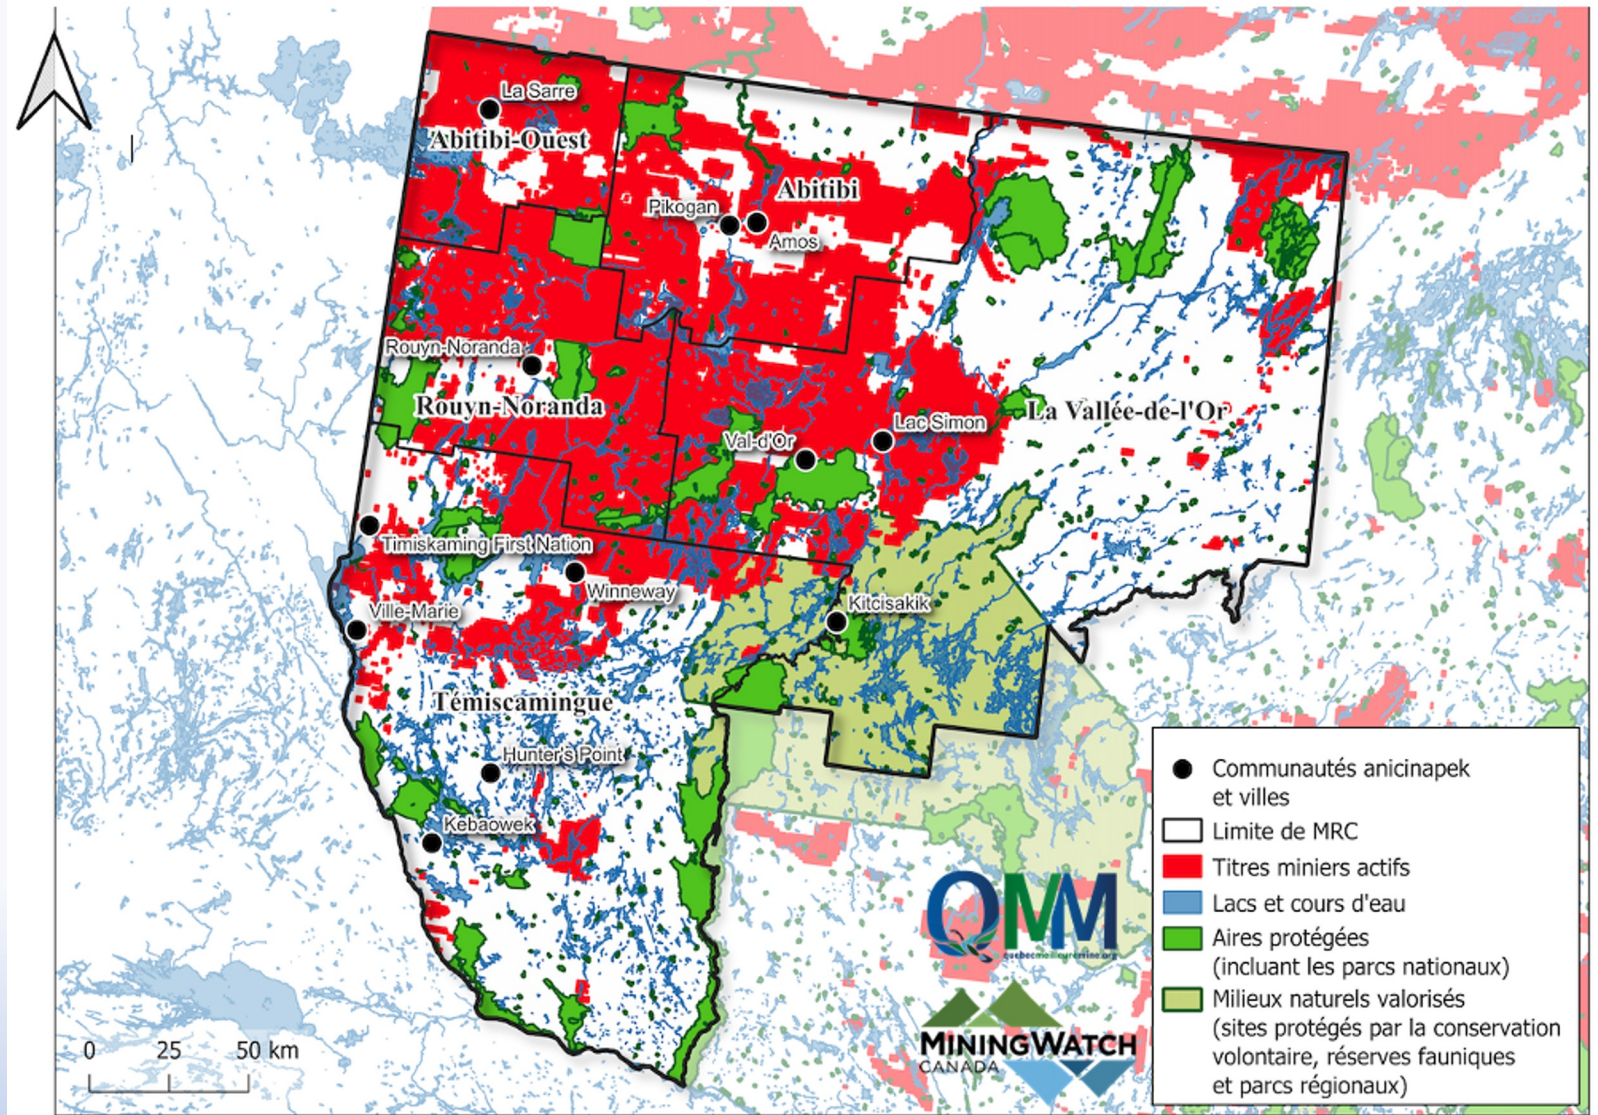 La Sarre
Abitibi-Ouest
Abitibi
Pikogan
Amos
Rouyn-Noranda
Rouyn-Noranda
La Vallée-de-l'Or
Lac Simon
Val-d'Or
Timiskaming First Nation
Winneway
Ville-Marie
Kitcisakik
Témiscamingue
Hunter's Point
Kebaowek
0 25 50 km
QMM
quebecmeilleuremine.org
MININGWATCH
CANADA
Communautés anicinapek
et villes
Limite de MRC
Titres miniers actifs
Lacs et cours d'eau
Aires protégées
(incluant les parcs nationaux)
Milieux naturels valorisés
(sites protégés par la conservation
volontaire, réserves fauniques
et parcs régionaux)